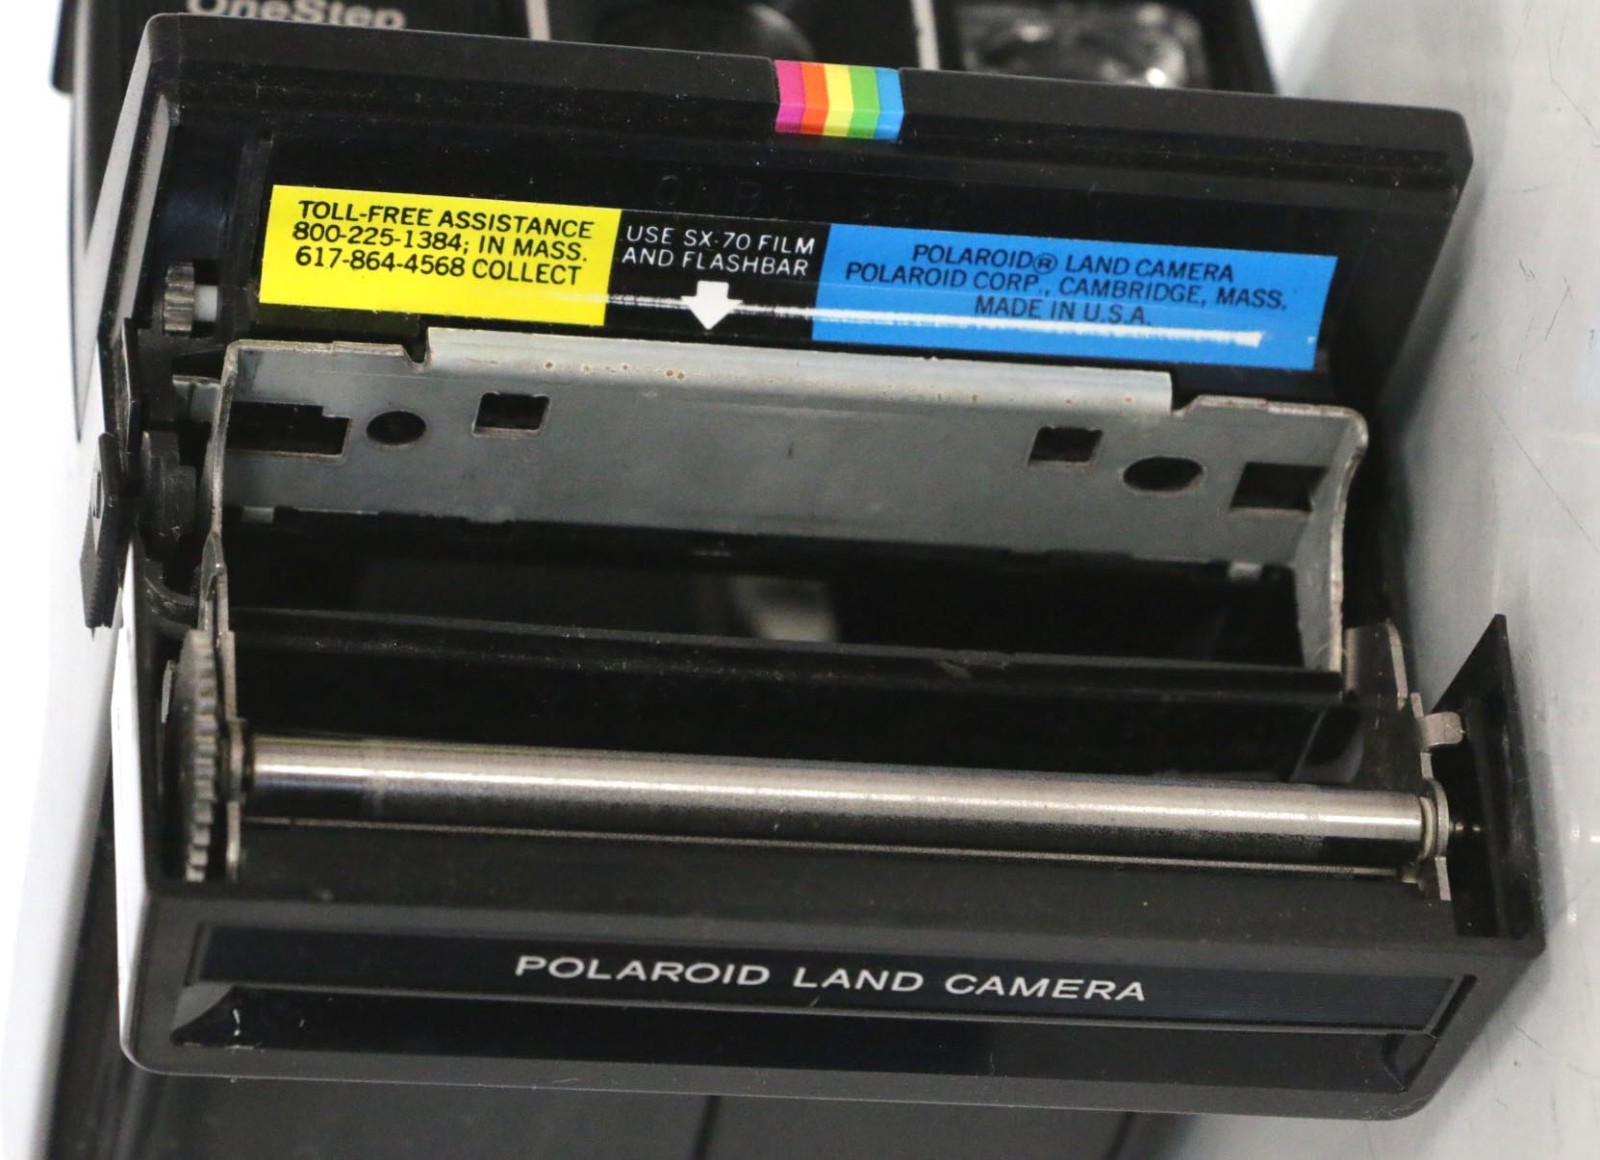 OneStep
TOLL-FREE ASSISTANCE
800-225-1384; IN MASS.
617-864-4568 COLLECT
USE SX-70 FILM
AND FLASHBAR
POLAROID® LAND CAMERA
POLAROID CORP., CAMBRIDGE, MASS.
MADE IN U.S.A.
POLAROID LAND CAMERA